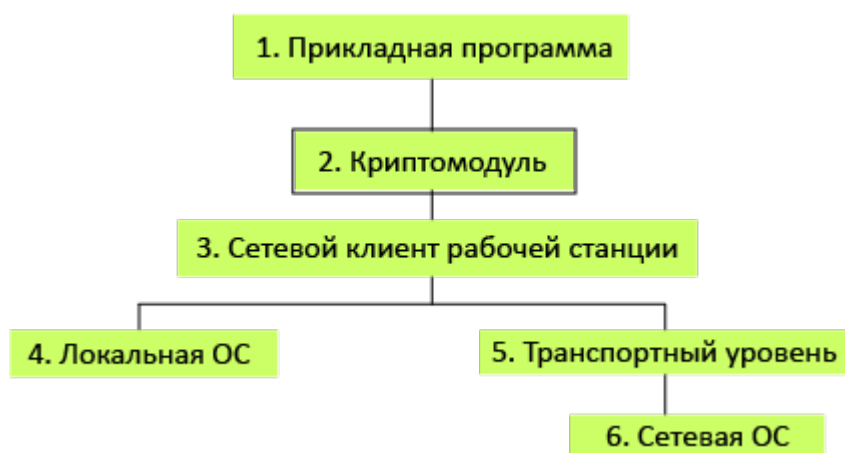 1. Прикладная программа
2. Криптомодуль
3. Сетевой клиент рабочей станции
4. Локальная ОС
5. Транспортный уровень
6. Сетевая ОС